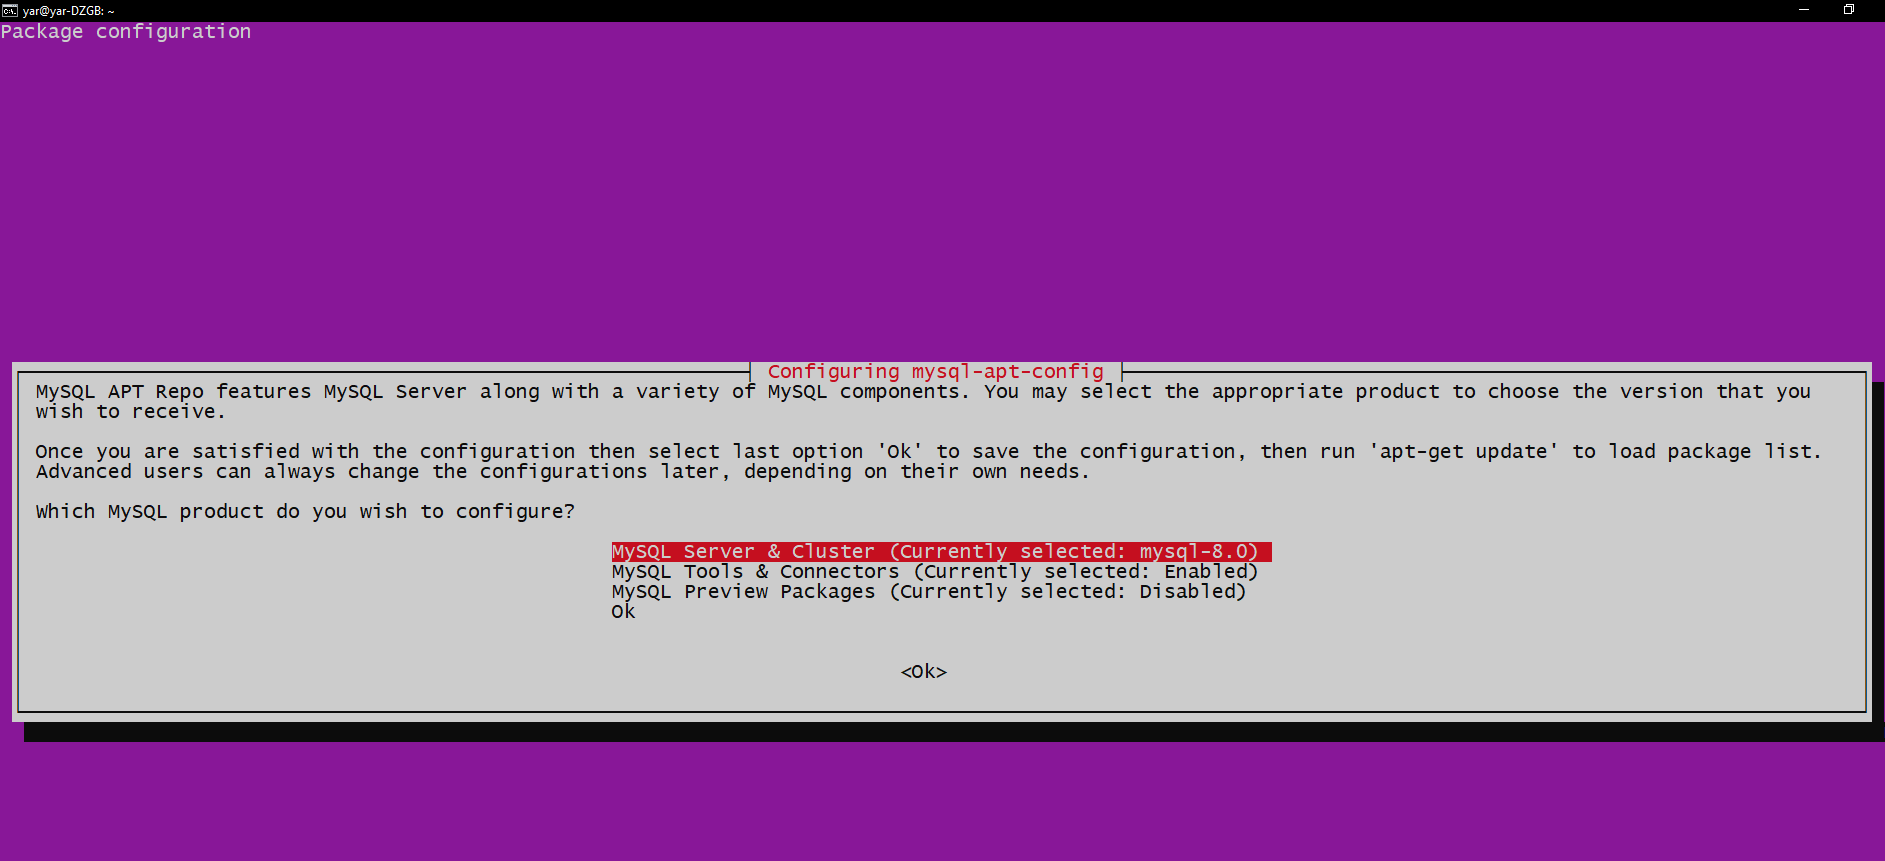 yar@yar-DZGB: ~
Package configuration
Configuring mysql-apt-config
MySQL APT Repo features MySQL Server along with a variety of MySQL components. You may select the appropriate product to choose the version that you
wish to receive.
Once you are satisfied with the configuration then select last option 'Ok' to save the configuration, then run 'apt-get update' to load package list.
Advanced users can always change the configurations later, depending on their own needs.
Which MySQL product do you wish to configure?
MySQL Server & Cluster (Currently selected: mysql-8.0)
MySQL Tools & Connectors (Currently selected: Enabled)
MySQL Preview Packages (Currently selected: Disabled)
Ok
<Ok>